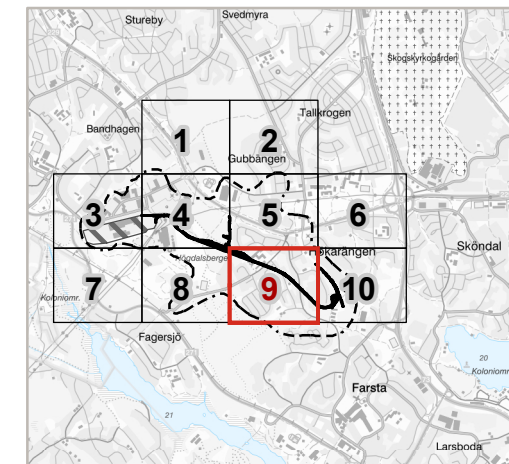 Svedmyra
Stureby
Skogskyrkogården
Tallkrogen
Bandhagen
1
2
Gubbängen
3
4
5
6
Sköndal
Hökarängen
Högdalsberget
7
8
9
10
Koloniomr.
Fagersjö
20
Koloniomr
Farsta
21
Larsboda